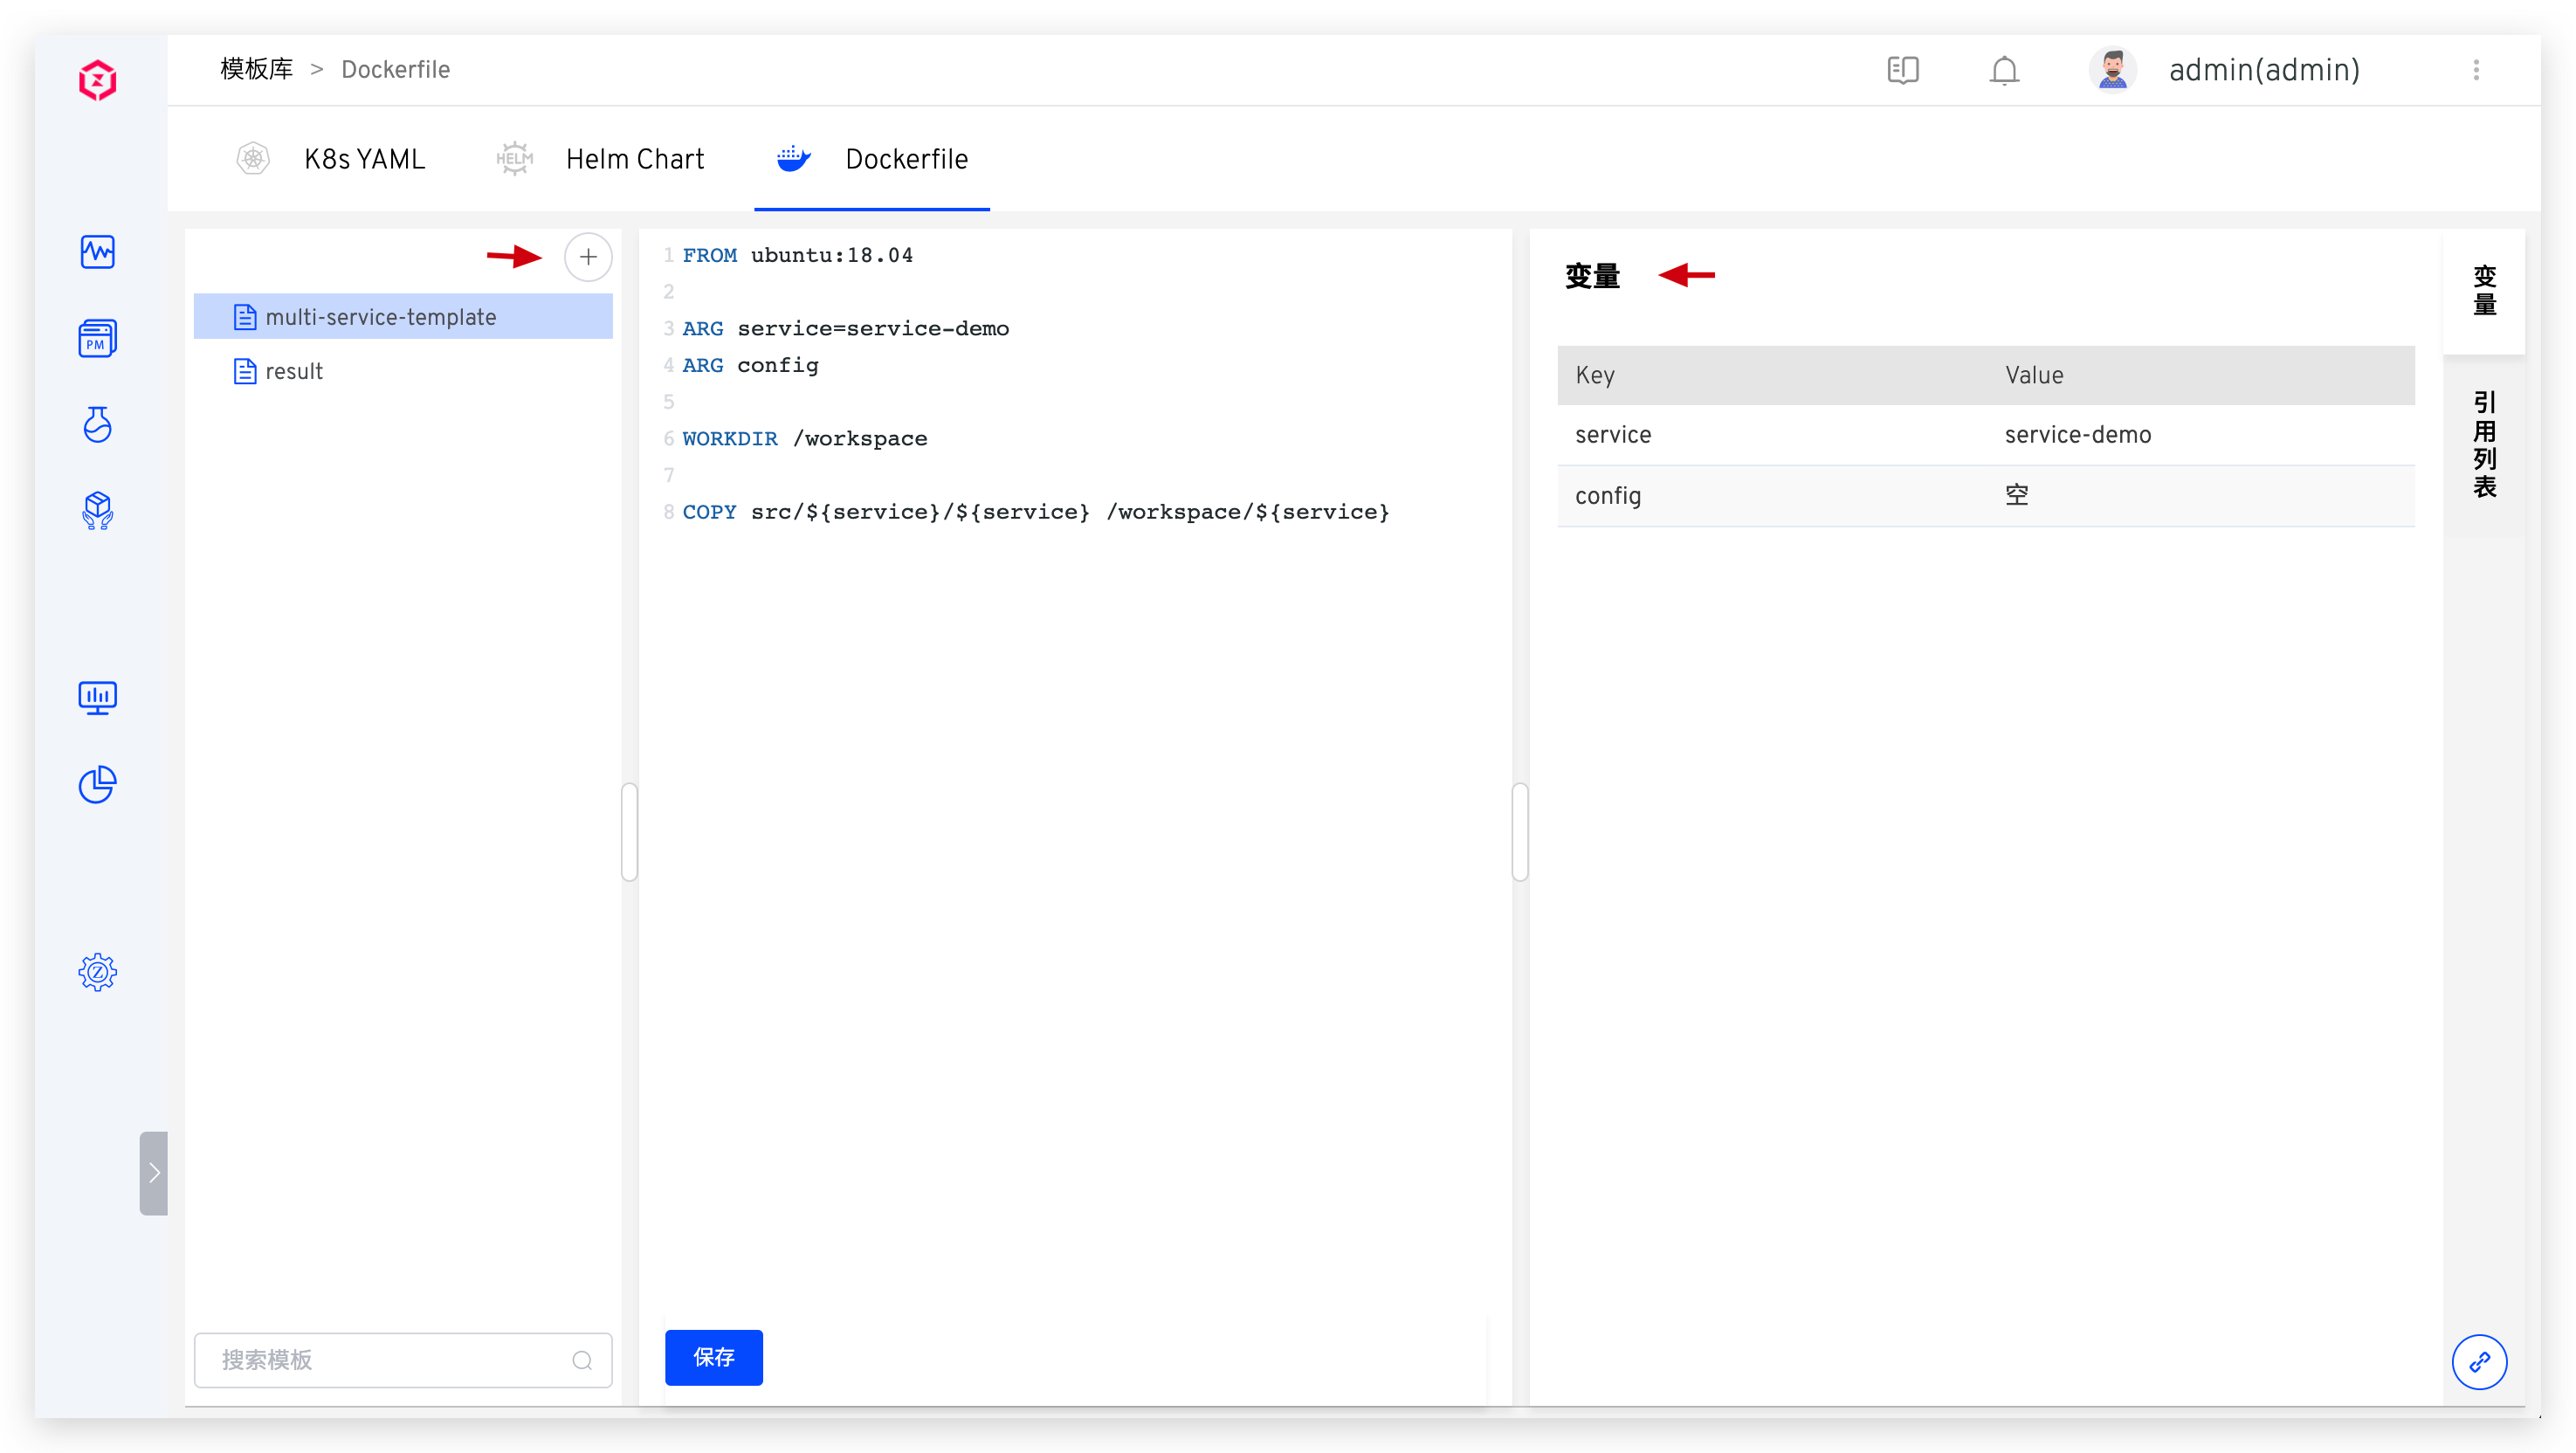 模板库 > Dockerfile
admin(admin)
K8s YAML
HELM
Helm Chart
Dockerfile
PM
multi-service-template
result
搜索模板
1 FROM ubuntu:18.04
2
3 ARG service=service-demo
4 ARG config
5
6 WORKDIR /workspace
7
8 COPY src/${service}/${service} /workspace/${service}
保存
变量
Key Value
service service-demo
config 空
变量
引用列表